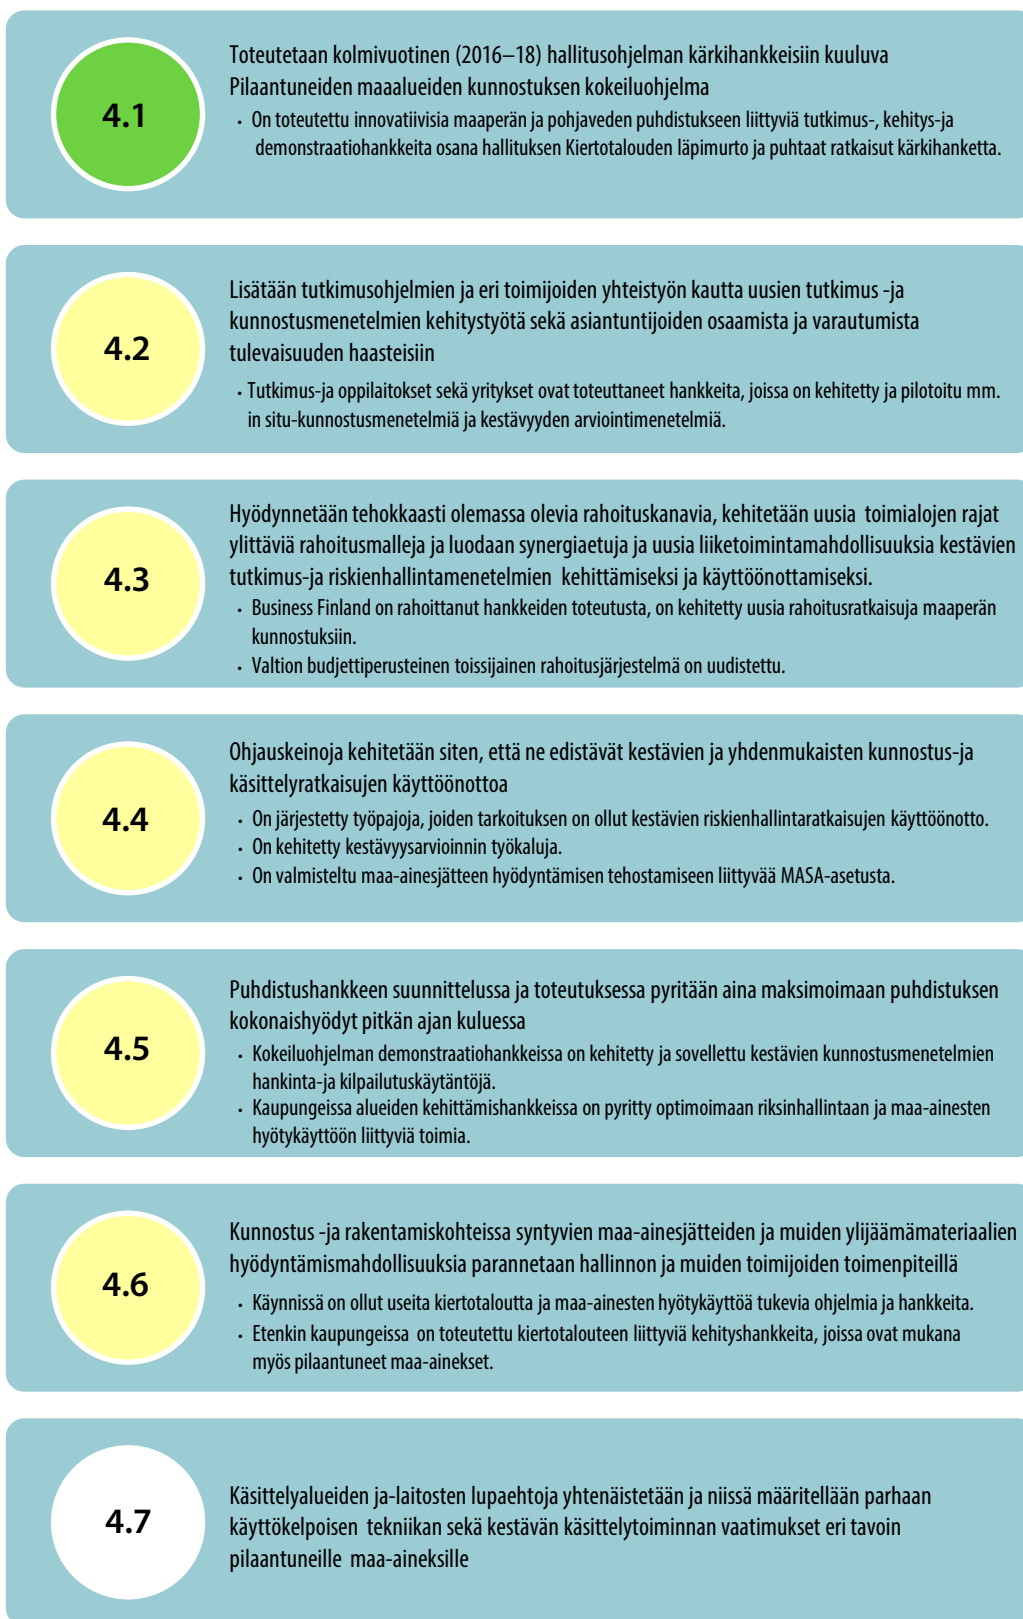 4.1
Toteutetaan kolmivuotinen (2016–18) hallitusohjelman kärkihankkeisiin kuuluva
Pilaantuneiden maaalueiden kunnostuksen kokeiluohjelma
• On toteutettu innovatiivisia maaperän ja pohjaveden puhdistukseen liittyviä tutkimus-, kehitys-ja
demonstraatiohankkeita osana hallituksen Kiertotalouden läpimurto ja puhtaat ratkaisut kärkihanketta.
4.2
Lisätään tutkimusohjelmien ja eri toimijoiden yhteistyön kautta uusien tutkimus -ja
kunnostusmenetelmien kehitystyötä sekä asiantuntijoiden osaamista ja varautumista
tulevaisuuden haasteisiin
• Tutkimus-ja oppilaitokset sekä yritykset ovat toteuttaneet hankkeita, joissa on kehitetty ja pilotoitu mm.
in situ-kunnostusmenetelmiä ja kestävyyden arviointimenetelmiä.
4.3
Hyödynnetään tehokkaasti olemassa olevia rahoituskanavia, kehitetään uusia toimialojen rajat
ylittäviä rahoitusmalleja ja luodaan synergiaetuja ja uusia liiketoimintamahdollisuuksia kestävien
tutkimus-ja riskienhallintamenetelmien kehittämiseksi ja käyttöönottamiseksi.
• Business Finland on rahoittanut hankkeiden toteutusta, on kehitetty uusia rahoitusratkaisuja maaperän
kunnostuksiin.
• Valtion budjettiperusteinen toissijainen rahoitusjärjestelmä on uudistettu.
4.4
Ohjauskeinoja kehitetään siten, että ne edistävät kestävien ja yhdenmukaisten kunnostus-ja
käsittelyratkaisujen käyttöönottoa
• On järjestetty työpajoja, joiden tarkoituksen on ollut kestävien riskienhallintaratkaisujen käyttöönotto.
• On kehitetty kestävyysarvioinnin työkaluja.
• On valmisteltu maa-ainesjätteen hyödyntämisen tehostamiseen liittyvää MASA-asetusta.
4.5
Puhdistushankkeen suunnittelussa ja toteutuksessa pyritään aina maksimoimaan puhdistuksen
kokonaishyödyt pitkän ajan kuluessa
• Kokeiluohjelman demonstraatiohankkeissa on kehitetty ja sovellettu kestävien kunnostusmenetelmien
hankinta-ja kilpailutuskäytäntöjä.
• Kaupungeissa alueiden kehittämishankkeissa on pyritty optimoimaan riksinhallintaan ja maa-ainesten
hyötykäyttöön liittyviä toimia.
4.6
Kunnostus -ja rakentamiskohteissa syntyvien maa-ainesjätteiden ja muiden ylijäämämateriaalien
hyödyntämismahdollisuuksia parannetaan hallinnon ja muiden toimijoiden toimenpiteillä
• Käynnissä on ollut useita kiertotaloutta ja maa-ainesten hyötykäyttöä tukevia ohjelmia ja hankkeita.
• Etenkin kaupungeissa on toteutettu kiertotalouteen liittyviä kehityshankkeita, joissa ovat mukana
myös pilaantuneet maa-ainekset.
4.7
Käsittelyalueiden ja-laitosten lupaehtoja yhtenäistetään ja niissä määritellään parhaan
käyttökelpoisen tekniikan sekä kestävän käsittelytoiminnan vaatimukset eri tavoin
pilaantuneille maa-aineksille